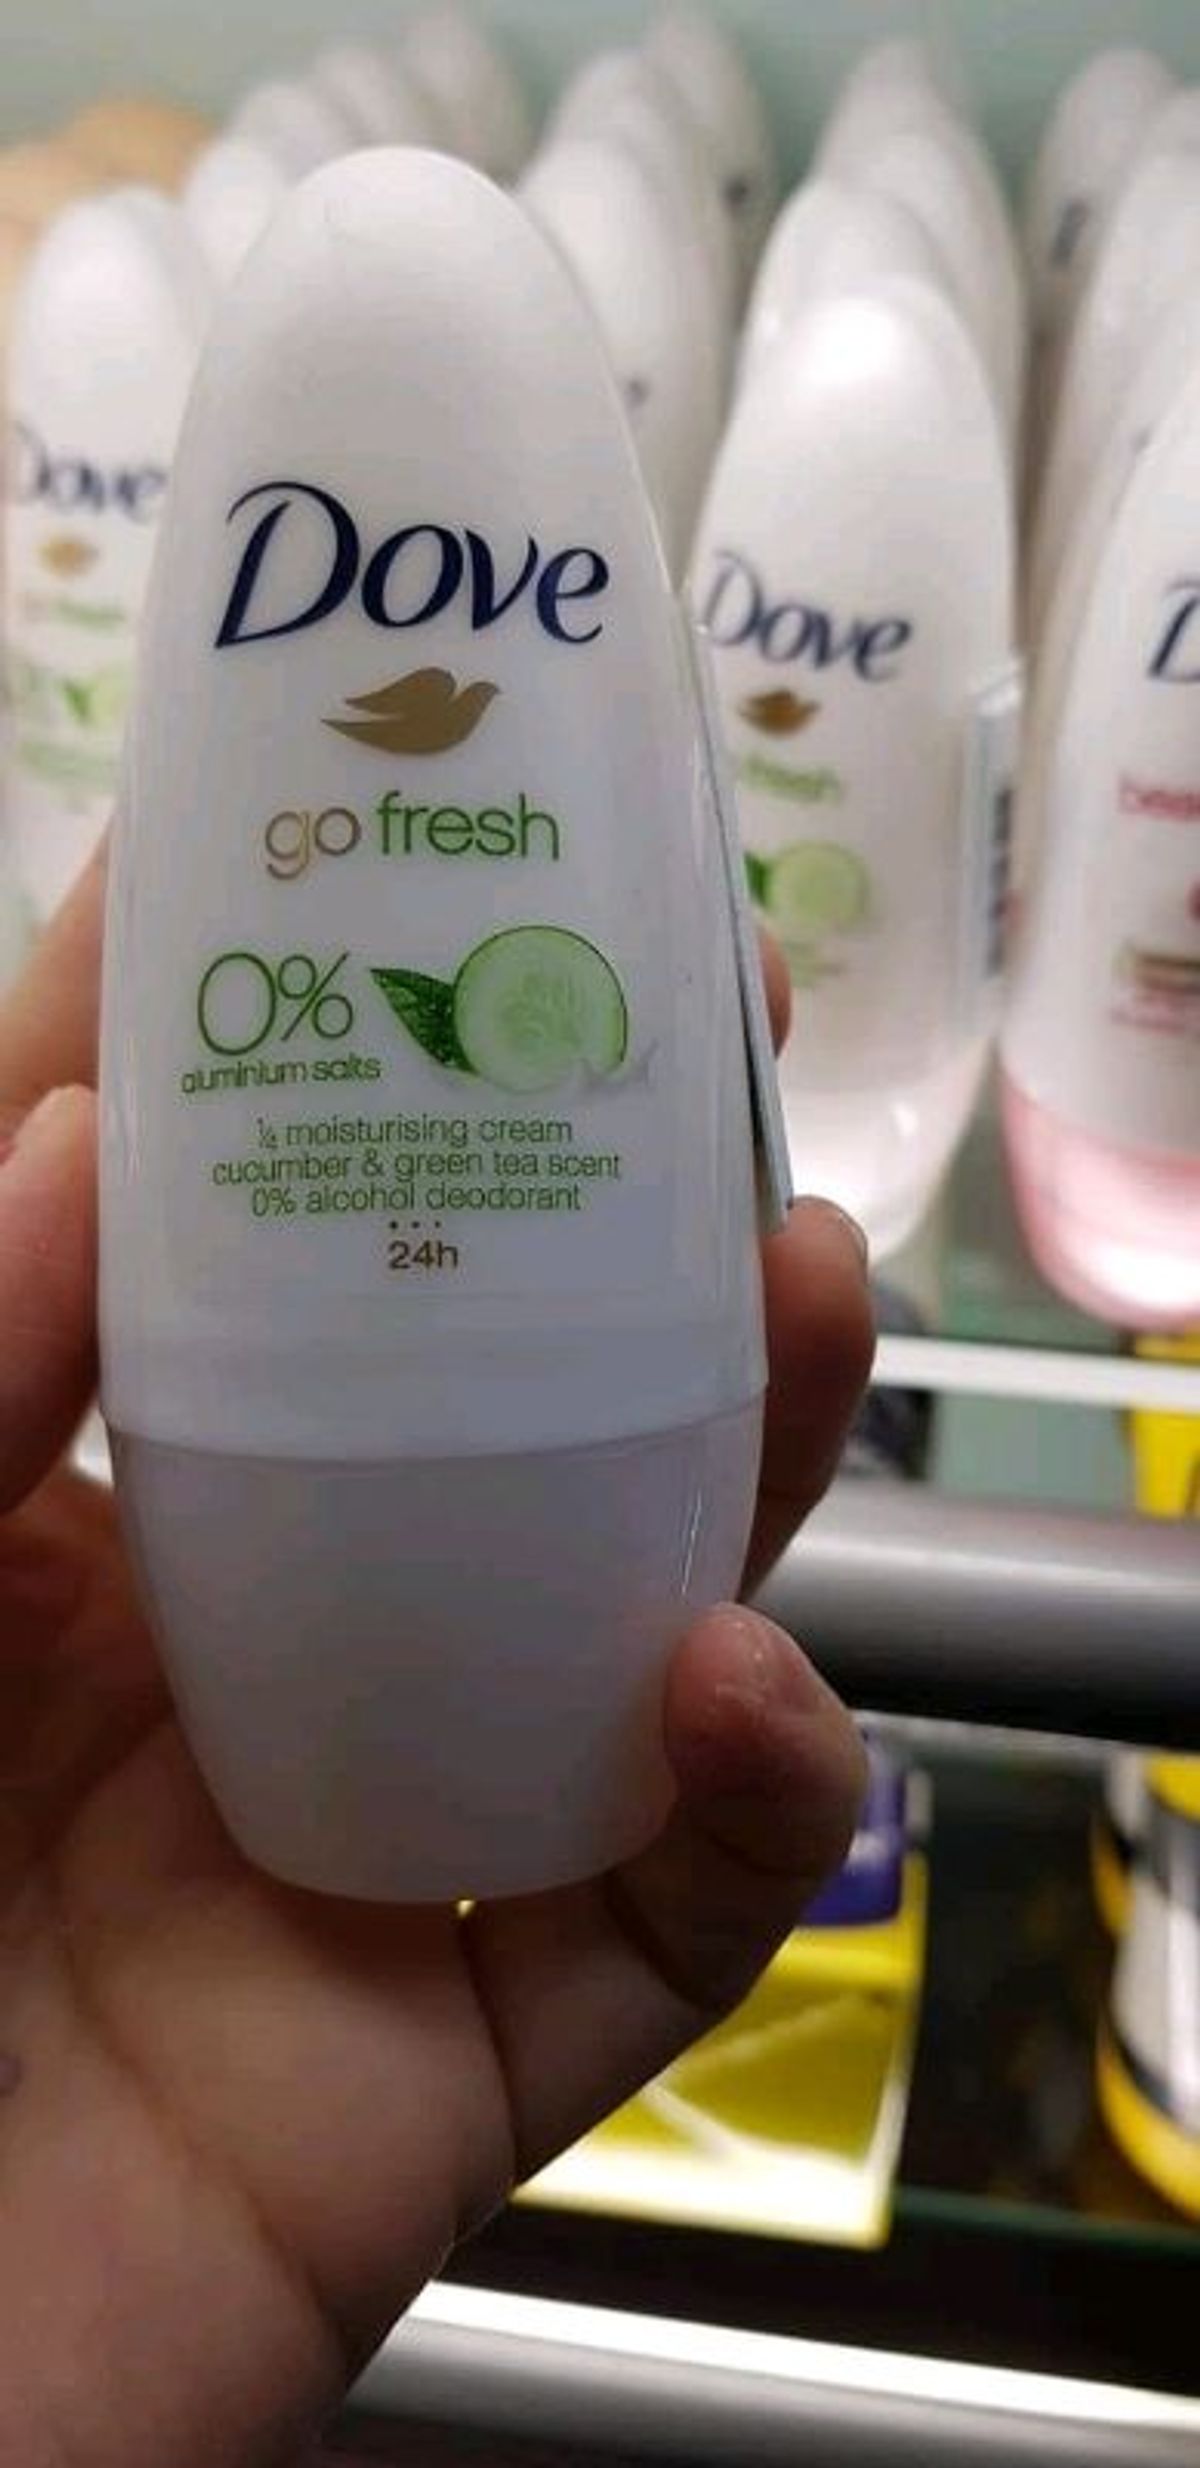 Dove
go fresh
0%
aluminium salts
¼ moisturising cream
cucumber & green tea scent
0% alcohol deodorant
24h
Dove
Dove
fresh